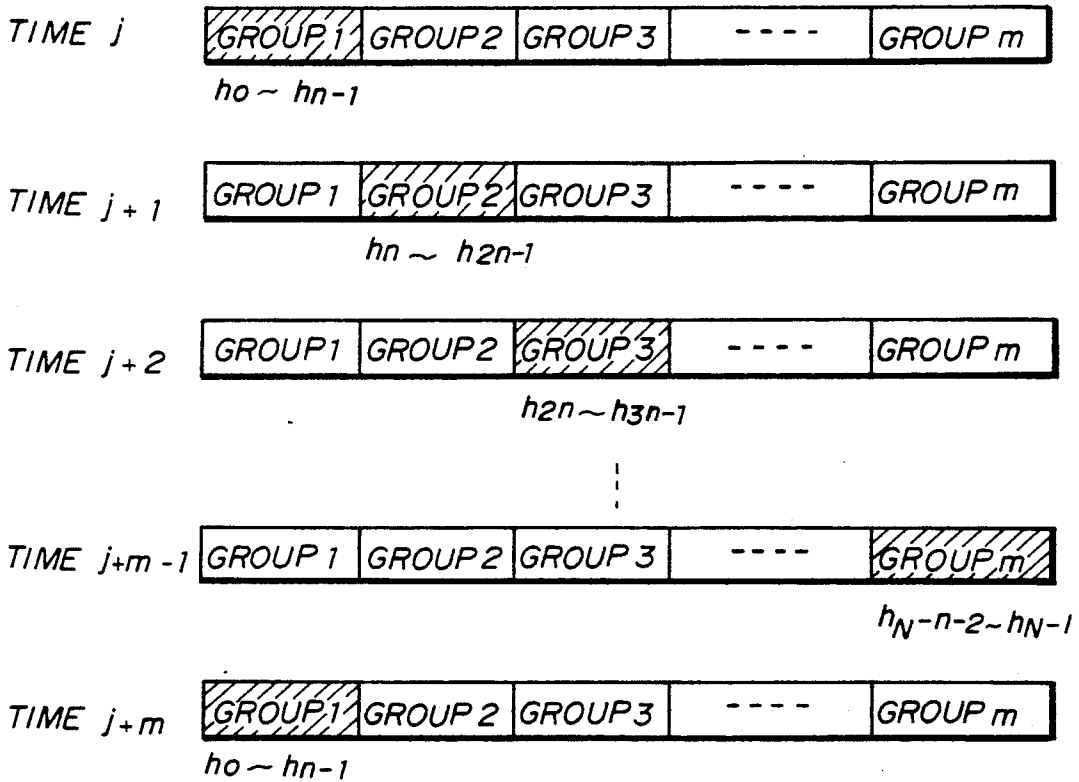 TIME j GROUP 1 GROUP 2 GROUP 3 ---- GROUP m
ho ~ hn-1
TIME j+1 GROUP 1 GROUP 2 GROUP 3 ---- GROUP m
hn ~ h2n-1
TIME j+2 GROUP 1 GROUP 2 GROUP 3 ---- GROUP m
h2n ~ h3n-1
TIME j+m-1 GROUP 1 GROUP 2 GROUP 3 ---- GROUP m
hN-n-2 ~ hN-1
TIME j+m GROUP 1 GROUP 2 GROUP 3 ---- GROUP m
ho ~ hn-1